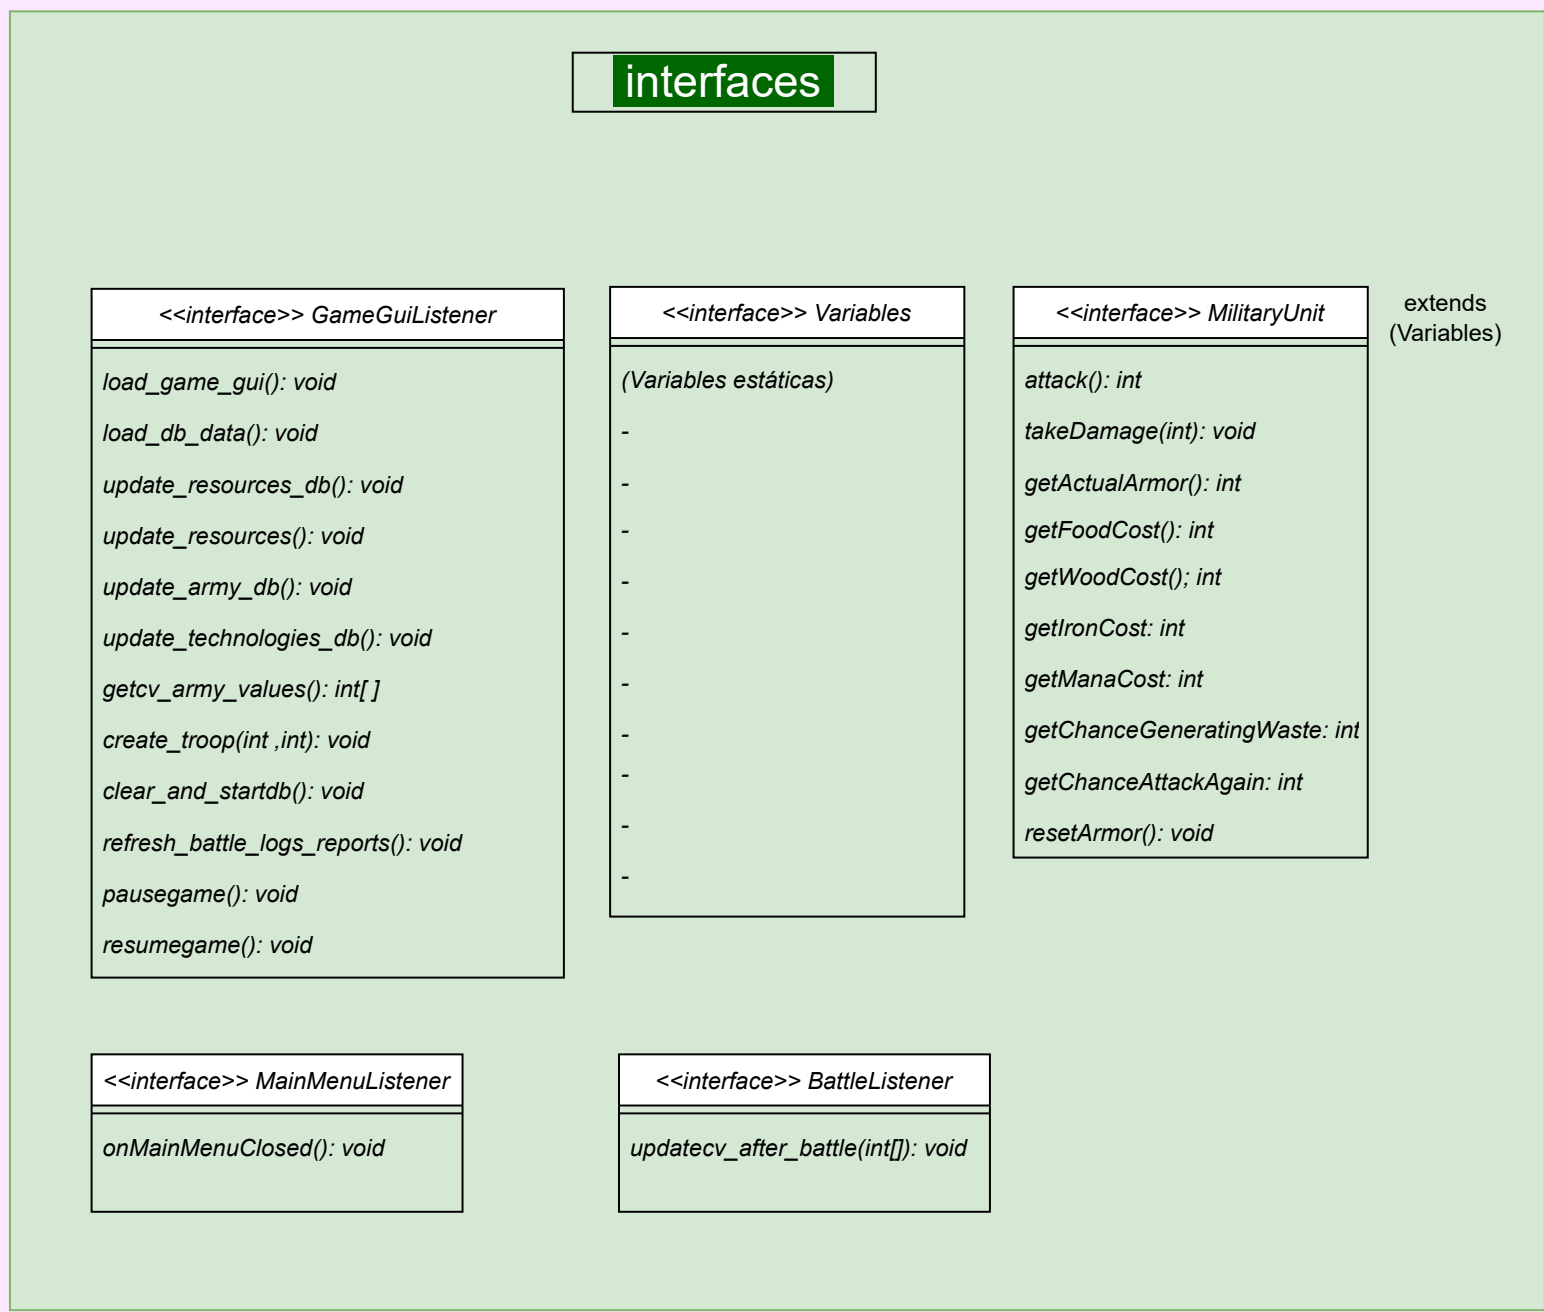 interfaces
<<interface>> GameGuiListener
load_game_gui(): void
load_db_data(): void
update_resources_db(): void
update_resources(): void
update_army_db(): void
update_technologies_db(): void
getcv_army_values(): int[ ]
create_troop(int ,int): void
clear_and_startdb(): void
refresh_battle_logs_reports(): void
pausegame(): void
resumegame(): void
<<interface>> Variables
(Variables estáticas)
-
-
-
-
-
-
-
-
-
-
<<interface>> MilitaryUnit
attack(): int
takeDamage(int): void
getActualArmor(): int
getFoodCost(): int
getWoodCost(); int
getIronCost: int
getManaCost: int
getChanceGeneratingWaste: int
getChanceAttackAgain: int
resetArmor(): void
extends
(Variables)
<<interface>> MainMenuListener
onMainMenuClosed(): void
<<interface>> BattleListener
updatecv_after_battle(int[]): void